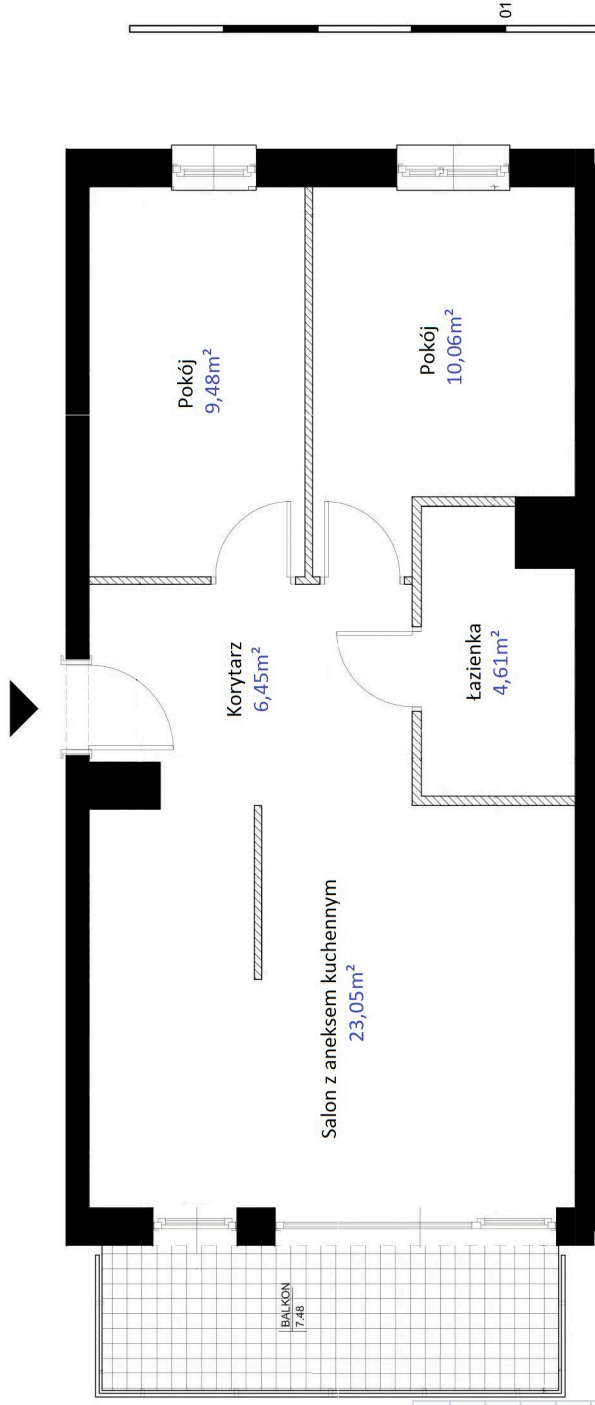 Pokój
9,48m²
Pokój
10,06m²
Korytarz
6,45m²
Łazienka
4,61m²
Salon z aneksem kuchennym
23,05m²
BALKON
7.48
01